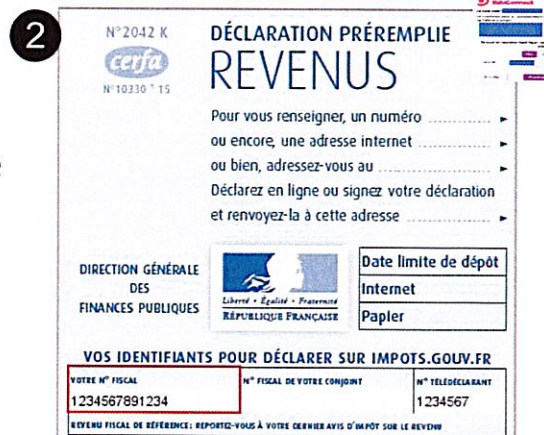 2
N°2042 K
cerfa
N°10330 * 15
DÉCLARATION PRÉREMPLIE
REVENUS
Pour vous renseigner, un numéro ..................... ►
ou encore, une adresse internet ..................... ►
ou bien, adressez-vous au ..................... ►
Déclarez en ligne ou signez votre déclaration
et renvoyez-la à cette adresse ..................... ►
DIRECTION GÉNÉRALE
DES
FINANCES PUBLIQUES
Liberté • Égalité • Fraternité
RÉPUBLIQUE FRANÇAISE
Date limite de dépôt
Internet
Papier
VOS IDENTIFIANTS POUR DÉCLARER SUR IMPOTS.GOUV.FR
VOTRE N° FISCAL
N° FISCAL DE VOTRE CONJOINT
N° TÉLÉDÉCLARANT
1234567891234
1234567
REVENU FISCAL DE RÉFÉRENCE : REPORTEZ-VOUS À VOTRE DERNIER AVIS D'IMPÔT SUR LE REVENU